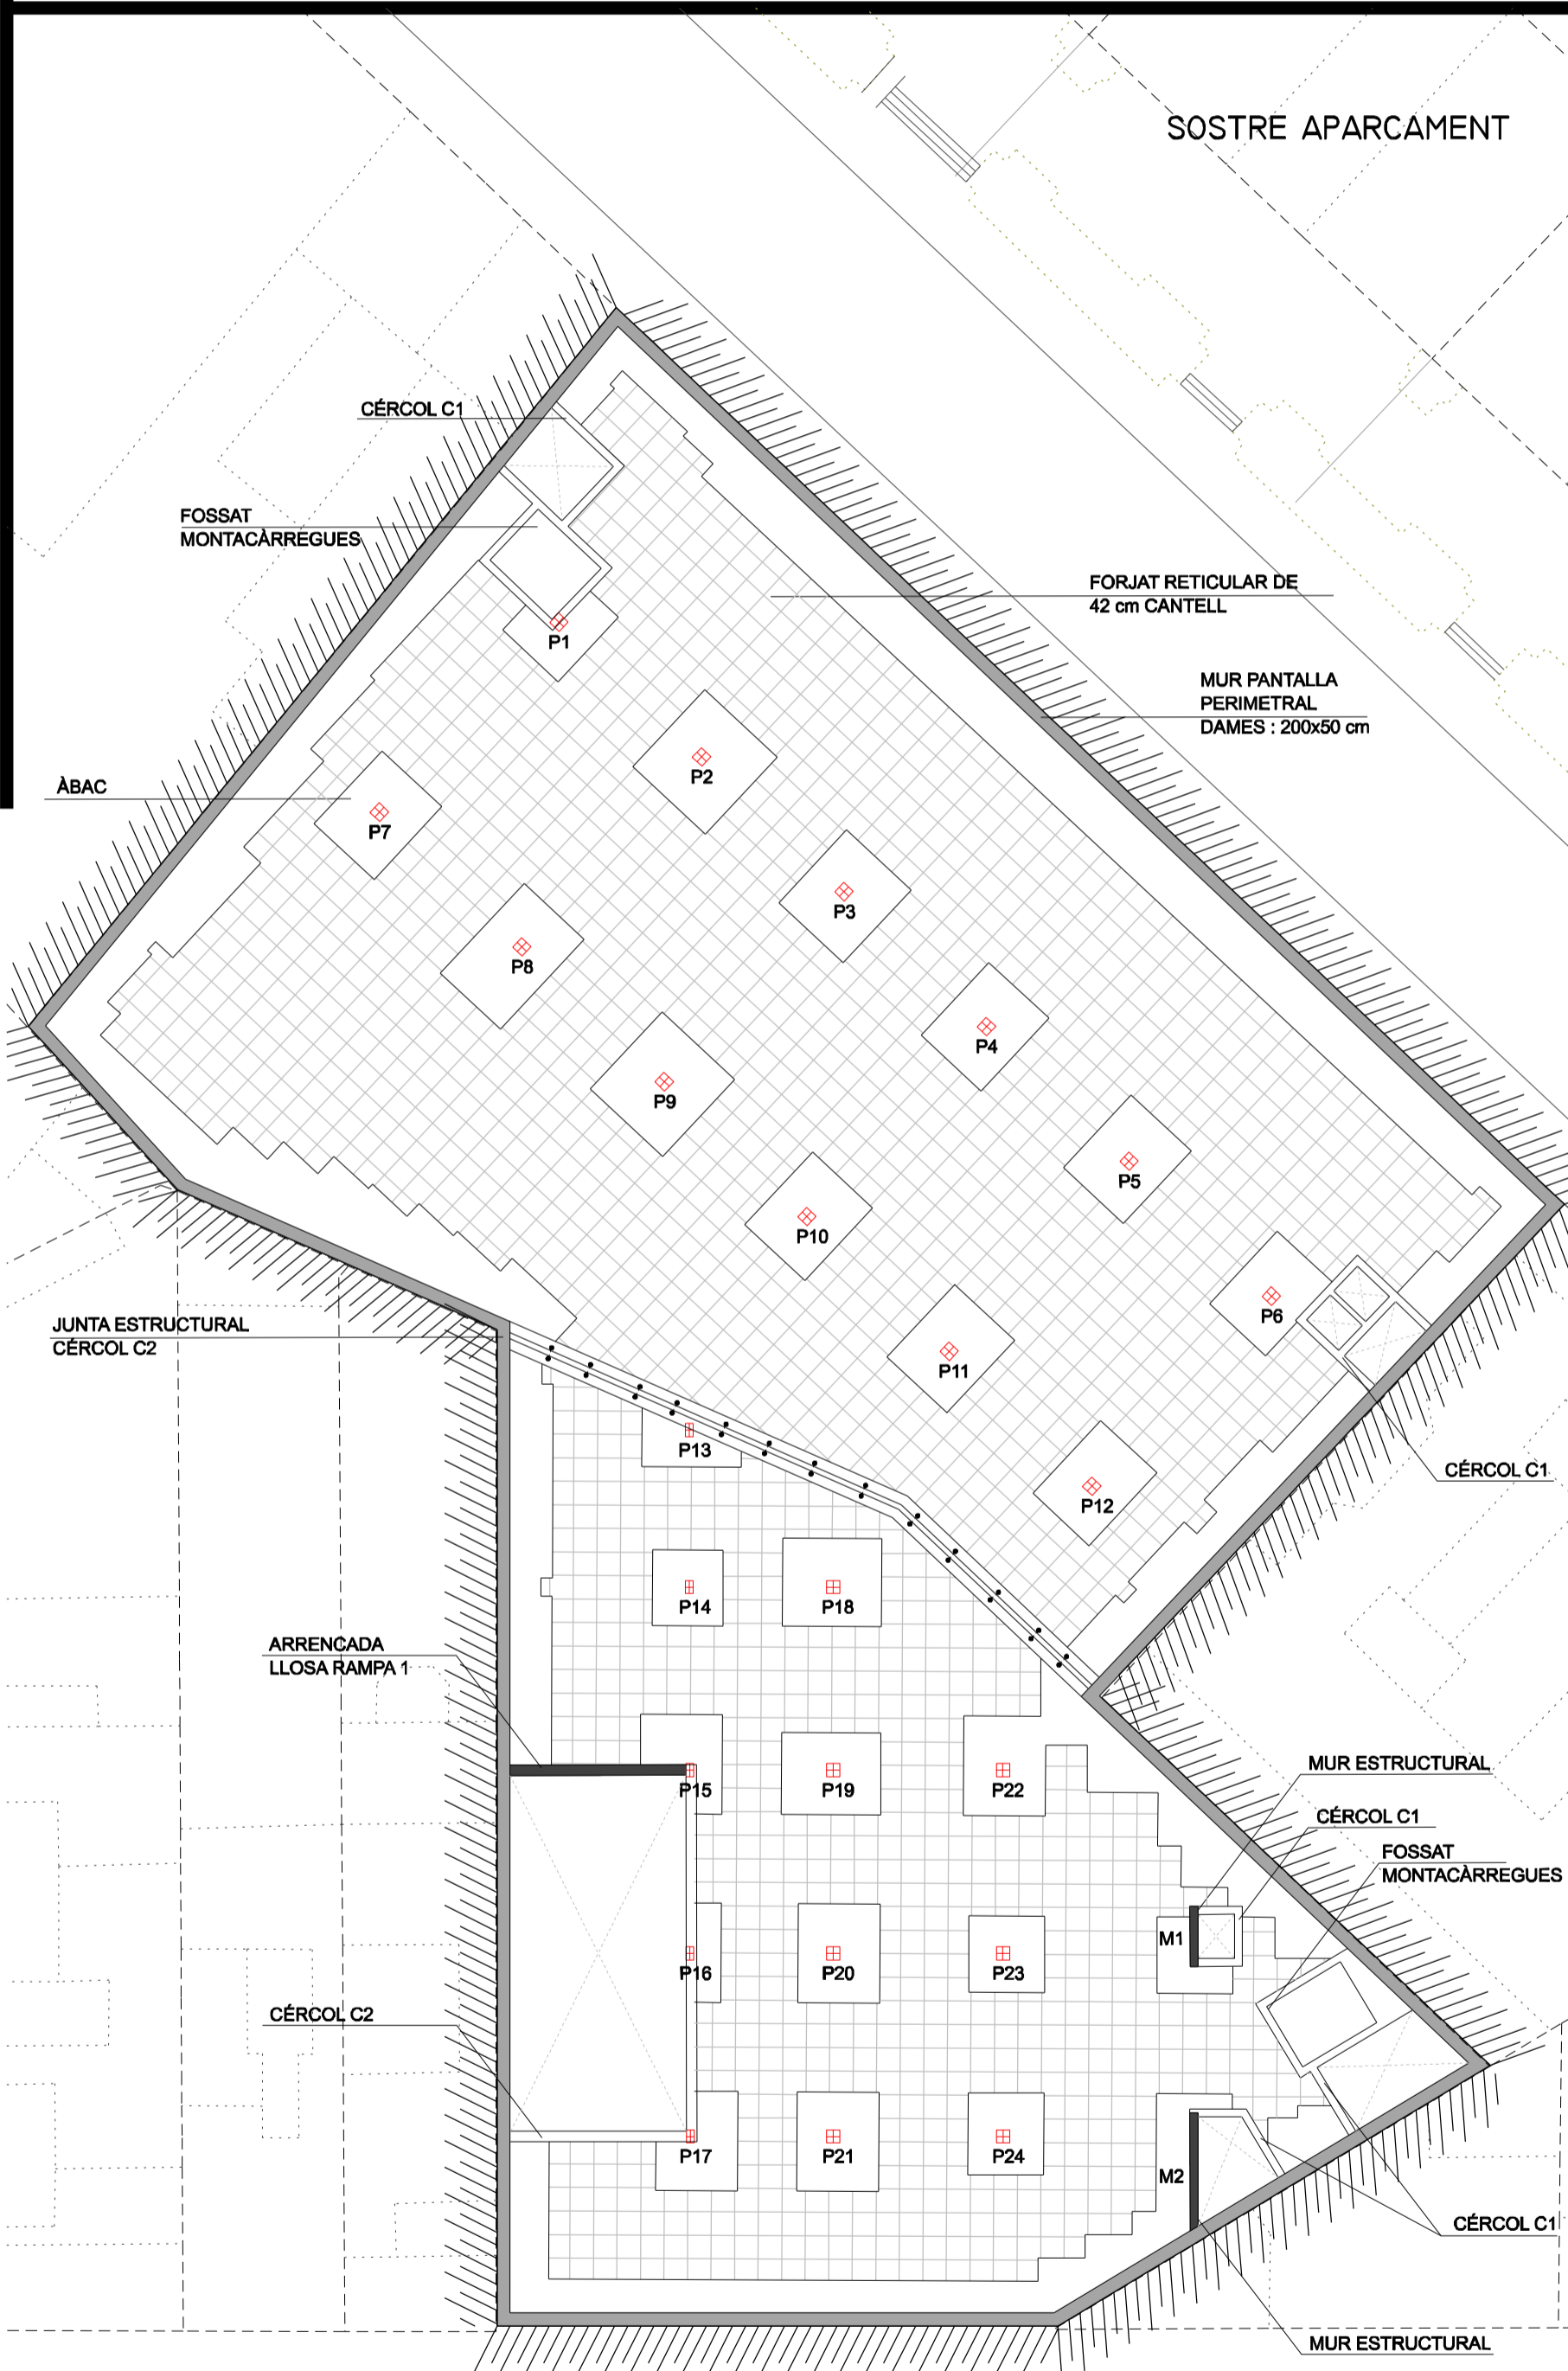 SOSTRE APARCAMENT
CÉRCOL C1
FOSSAT
MONTACÀRREGUES
FORJAT RETICULAR DE
42 cm CANTELL
P1
MUR PANTALLA
PERIMETRAL
DAMES : 200x50 cm
P2
ÀBAC
P7
P3
P8
P4
P9
P5
P10
P6
JUNTA ESTRUCTURAL
CÉRCOL C2
P11
P13
CÉRCOL C1
P12
P14
P18
ARRENCADA
LLOSA RAMPA 1
MUR ESTRUCTURAL
P15
P19
P22
CÉRCOL C1
FOSSAT
MONTACÀRREGUES
M1
P16
P20
P23
CÉRCOL C2
P17
P21
P24
M2
CÉRCOL C1
MUR ESTRUCTURAL